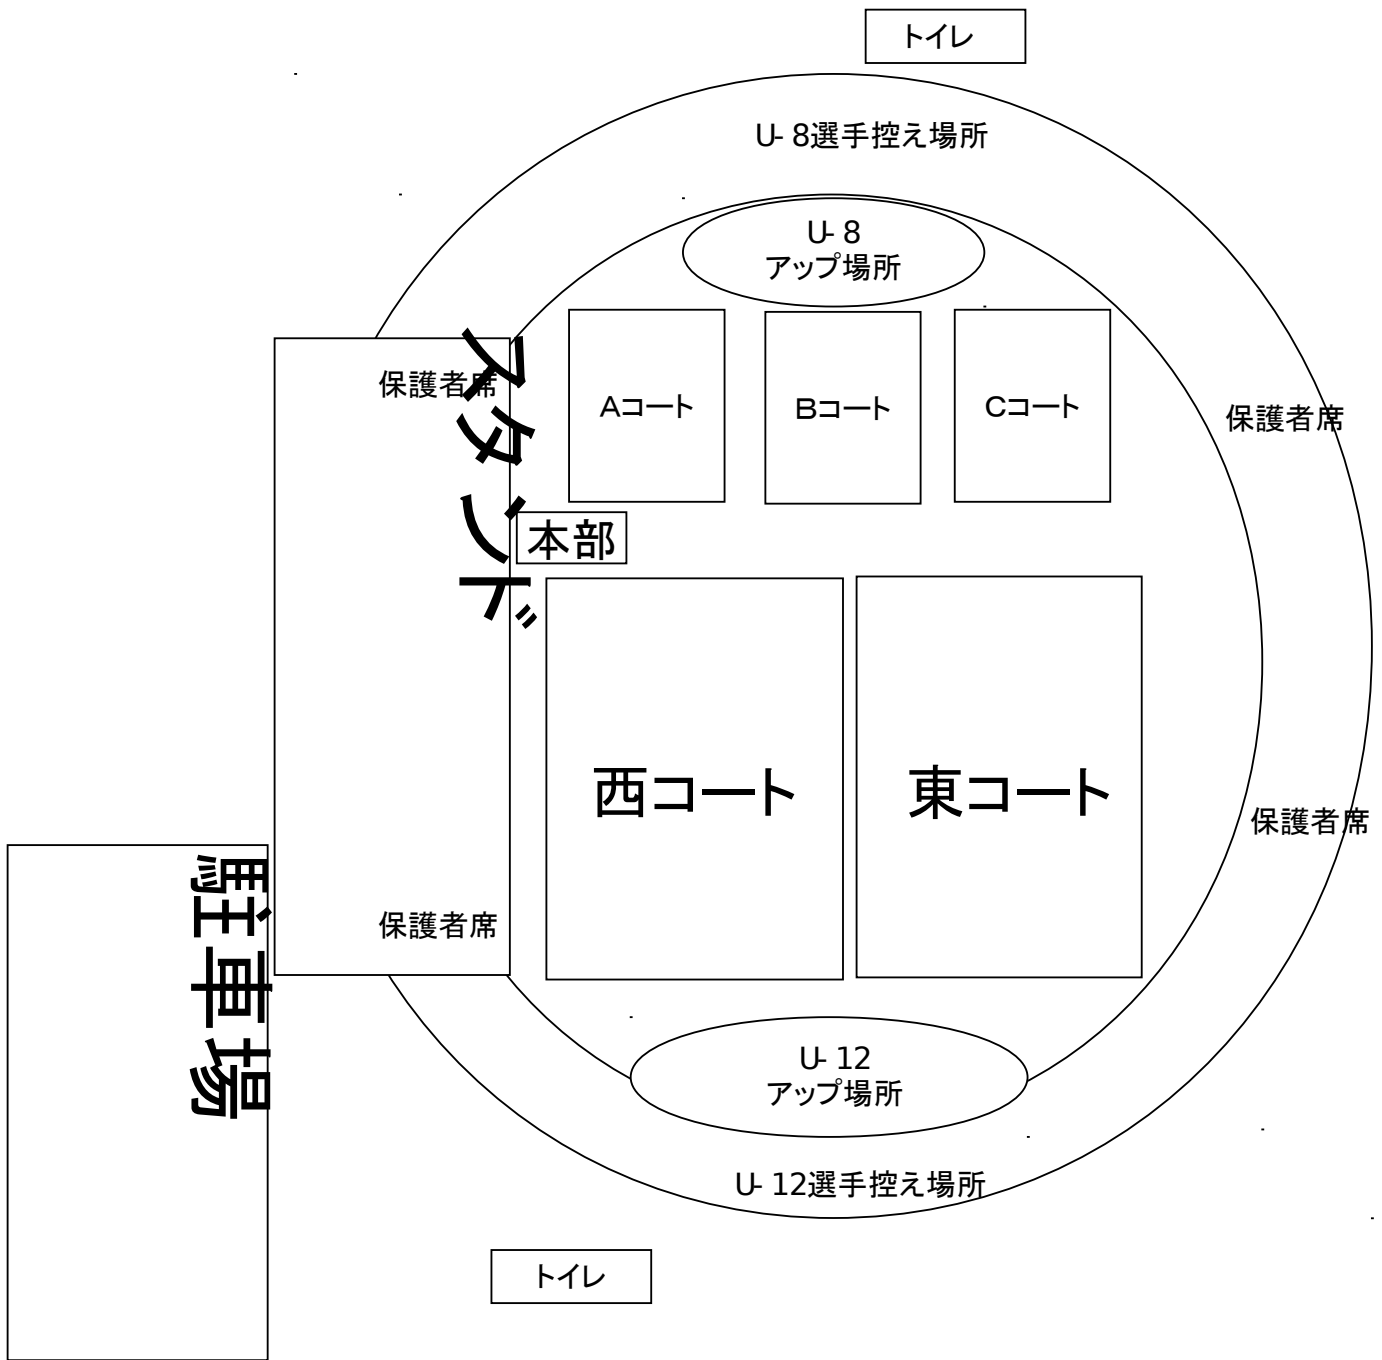 トイレ
U-8選手控え場所
U-8
アップ場所
スタンド
保護者席
Aコート
Bコート
Cコート
保護者席
本部
西コート
東コート
保護者席
駐車場
保護者席
U-12
アップ場所
U-12選手控え場所
トイレ